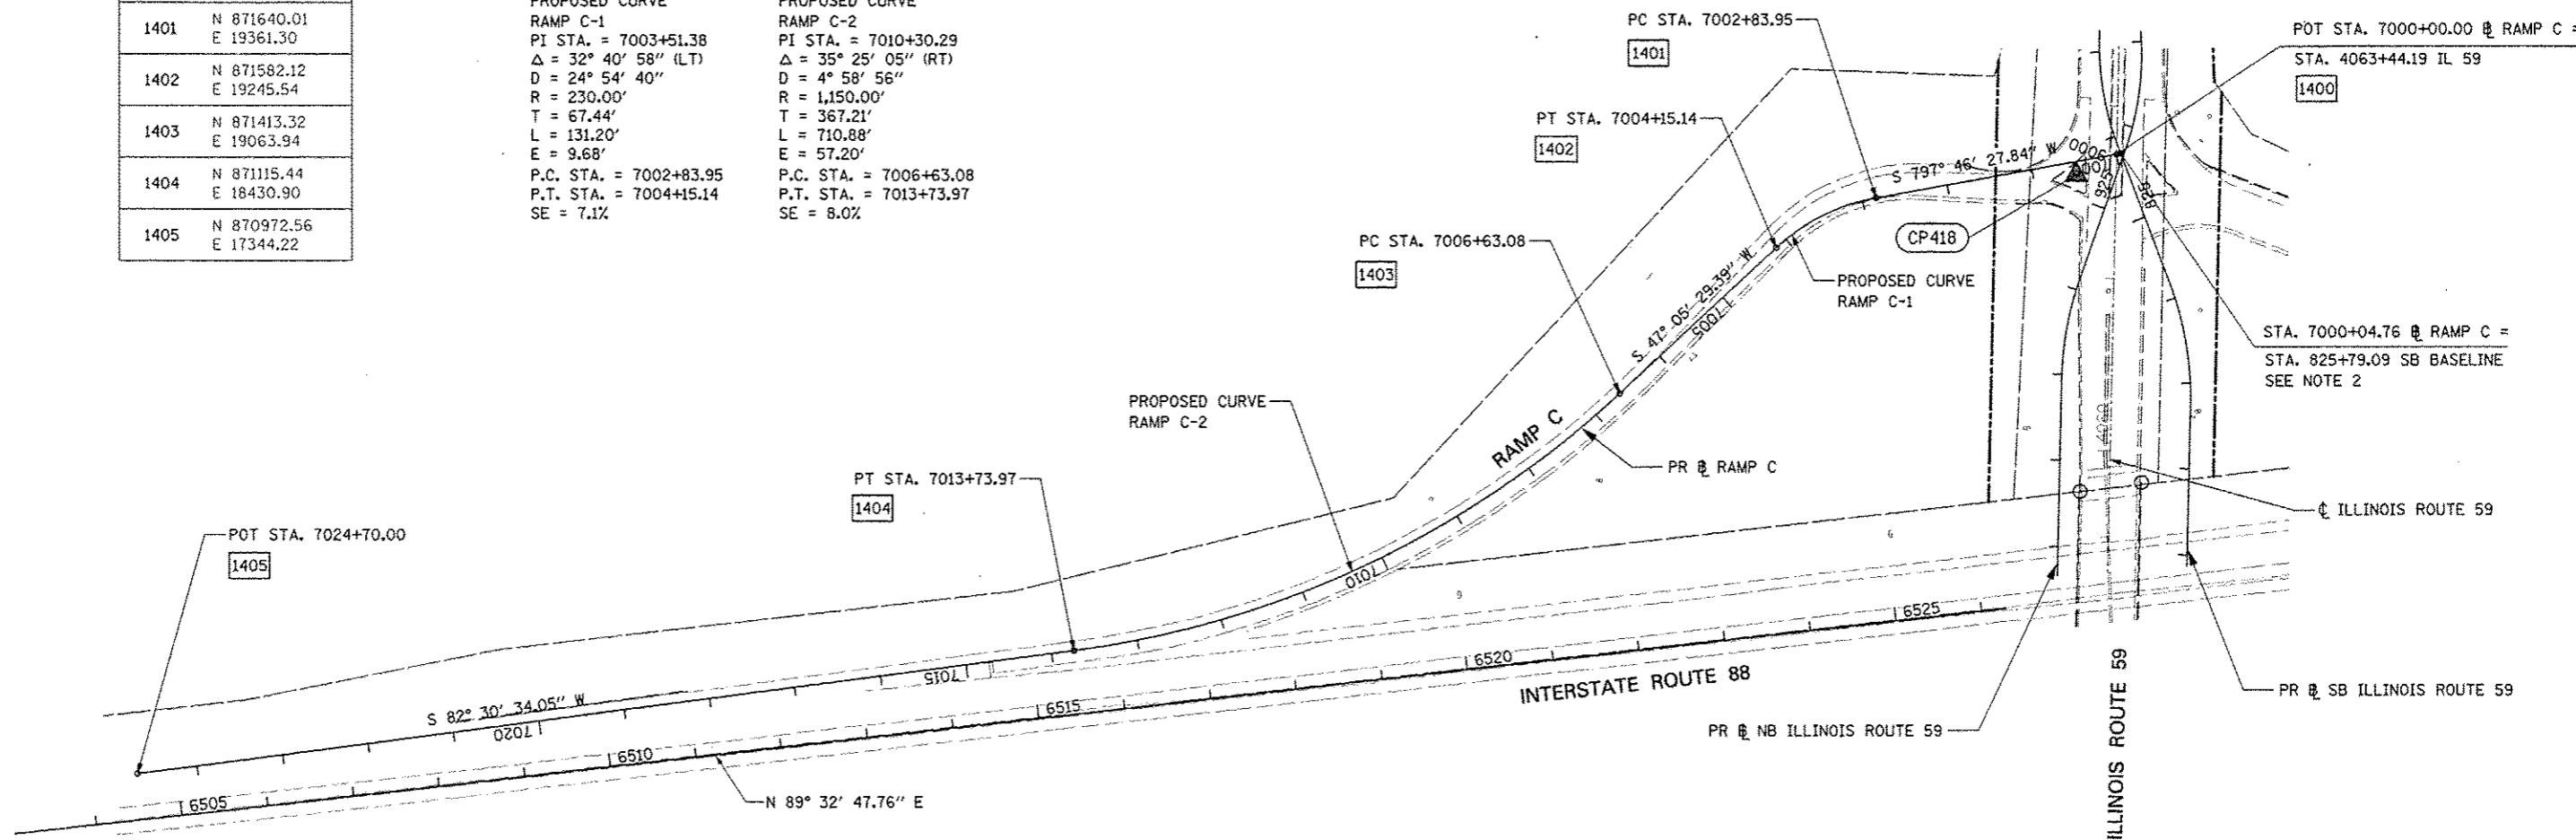 1401
N 871640.01
E 19361.30
1402
N 871582.12
E 19245.54
1403
N 871413.32
E 19063.94
1404
N 871115.44
E 18430.90
1405
N 870972.56
E 17344.22
PROPOSED CURVE
RAMP C-1
PI STA. = 7003+51.38
Δ = 32° 40' 58" (LT)
D = 24° 54' 40"
R = 230.00'
T = 67.44'
L = 131.20'
E = 9.68'
P.C. STA. = 7002+83.95
P.T. STA. = 7004+15.14
SE = 7.1%
PROPOSED CURVE
RAMP C-2
PI STA. = 7010+30.29
Δ = 35° 25' 05" (RT)
D = 4° 58' 56"
R = 1,150.00'
T = 367.21'
L = 710.88'
E = 57.20'
P.C. STA. = 7006+63.08
P.T. STA. = 7013+73.97
SE = 8.0%
PC STA. 7002+83.95
1401
POT STA. 7000+00.00 ℄ RAMP C =
STA. 4063+44.19 IL 59
1400
PT STA. 7004+15.14
1402
S 797° 46' 27.84" W
CP418
925
825
PC STA. 7006+63.08
1403
S 47° 05' 29.39" W
7005
PROPOSED CURVE
RAMP C-1
STA. 7000+04.76 ℄ RAMP C =
STA. 825+79.09 SB BASELINE
SEE NOTE 2
PROPOSED CURVE
RAMP C-2
RAMP C
PR ℄ RAMP C
4060
PT STA. 7013+73.97
1404
℄ ILLINOIS ROUTE 59
POT STA. 7024+70.00
1405
7010
6525
7015
6520
INTERSTATE ROUTE 88
ILLINOIS ROUTE 59
PR ℄ SB ILLINOIS ROUTE 59
S 82° 30' 34.05" W
6515
7020
PR ℄ NB ILLINOIS ROUTE 59
6510
6505
N 89° 32' 47.76" E